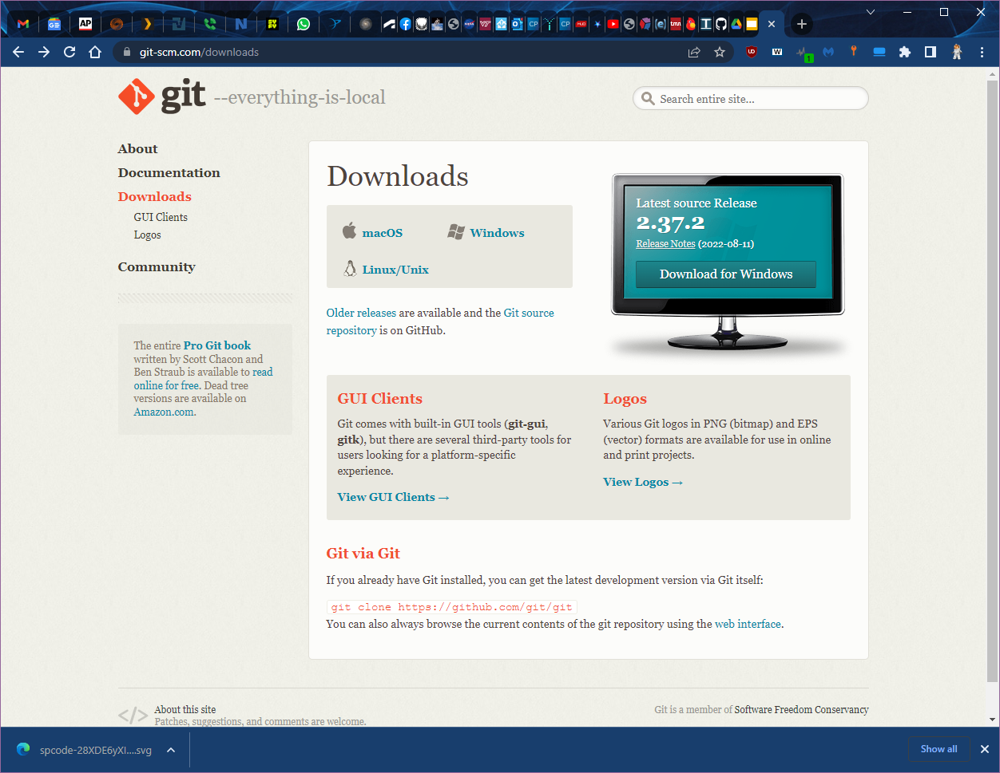 git-scm.com/downloads
1
git --everything-is-local
Search entire site...
About
Documentation
Downloads
GUI Clients
Logos
Community
The entire Pro Git book
written by Scott Chacon and
Ben Straub is available to read
online for free. Dead tree
versions are available on
Amazon.com.
Downloads
macOS
Windows
Linux/Unix
Older releases are available and the Git source
repository is on GitHub.
Latest source Release
2.37.2
Release Notes (2022-08-11)
Download for Windows
GUI Clients
Git comes with built-in GUI tools (git-gui,
gitk), but there are several third-party tools for
users looking for a platform-specific
experience.
View GUI Clients →
Logos
Various Git logos in PNG (bitmap) and EPS
(vector) formats are available for use in online
and print projects.
View Logos →
Git via Git
If you already have Git installed, you can get the latest development version via Git itself:
git clone https://github.com/git/git
You can also always browse the current contents of the git repository using the web interface.
About this site
Patches, suggestions, and comments are welcome.
Git is a member of Software Freedom Conservancy
spcode-28XDE6yXI....svg
Show all